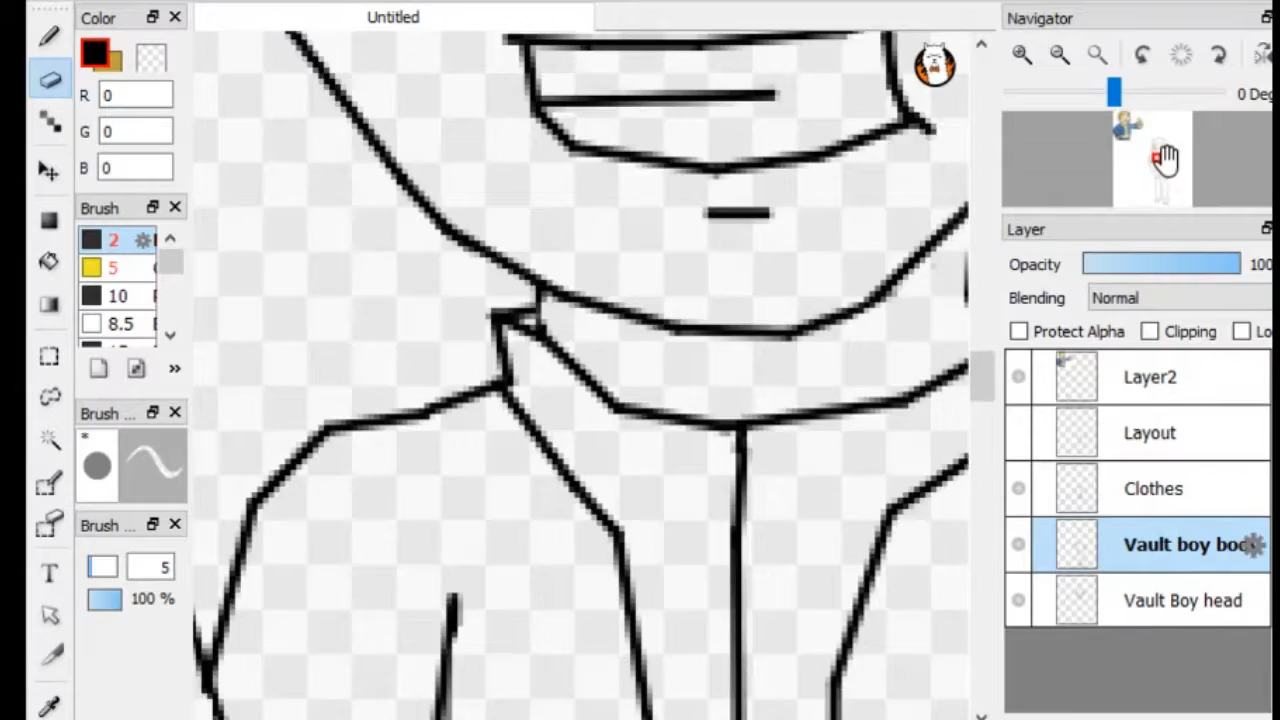 Color
R 0
G 0
B 0
Brush
2
5
10
8.5
»
Brush ...
*
Brush ...
5
100 %
T
Untitled
Navigator
0 Deg
Layer
Opacity 100
Blending Normal
Protect Alpha Clipping Lo
Layer2
Layout
Clothes
Vault boy bod
Vault Boy head